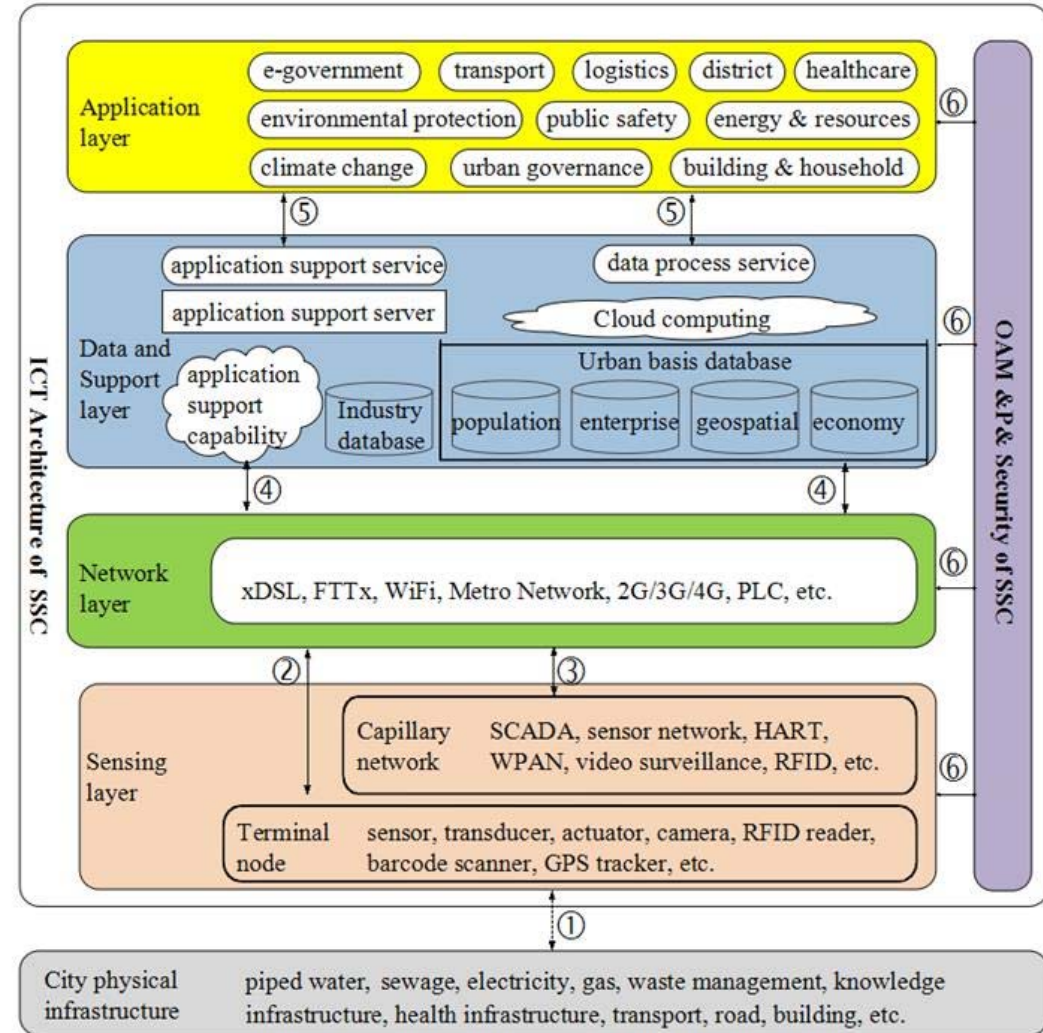 e-government
transport
logistics
district
healthcare
Application
layer
environmental protection
public safety
energy & resources
climate change
urban governance
building & household
⑥
⑤
⑤
application support service
data process service
application support server
Cloud computing
⑥
Data and
Support
layer
application
support
capability
Industry
database
Urban basis database
population
enterprise
geospatial
economy
④
④
Network
layer
xDSL, FTTx, WiFi, Metro Network, 2G/3G/4G, PLC, etc.
⑥
②
③
Sensing
layer
Capillary
network
SCADA, sensor network, HART,
WPAN, video surveillance, RFID, etc.
⑥
Terminal
node
sensor, transducer, actuator, camera, RFID reader,
barcode scanner, GPS tracker, etc.
①
City physical
infrastructure
piped water, sewage, electricity, gas, waste management, knowledge
infrastructure, health infrastructure, transport, road, building, etc.
ICT Architecture of SSC
OAM &P& Security of SSC